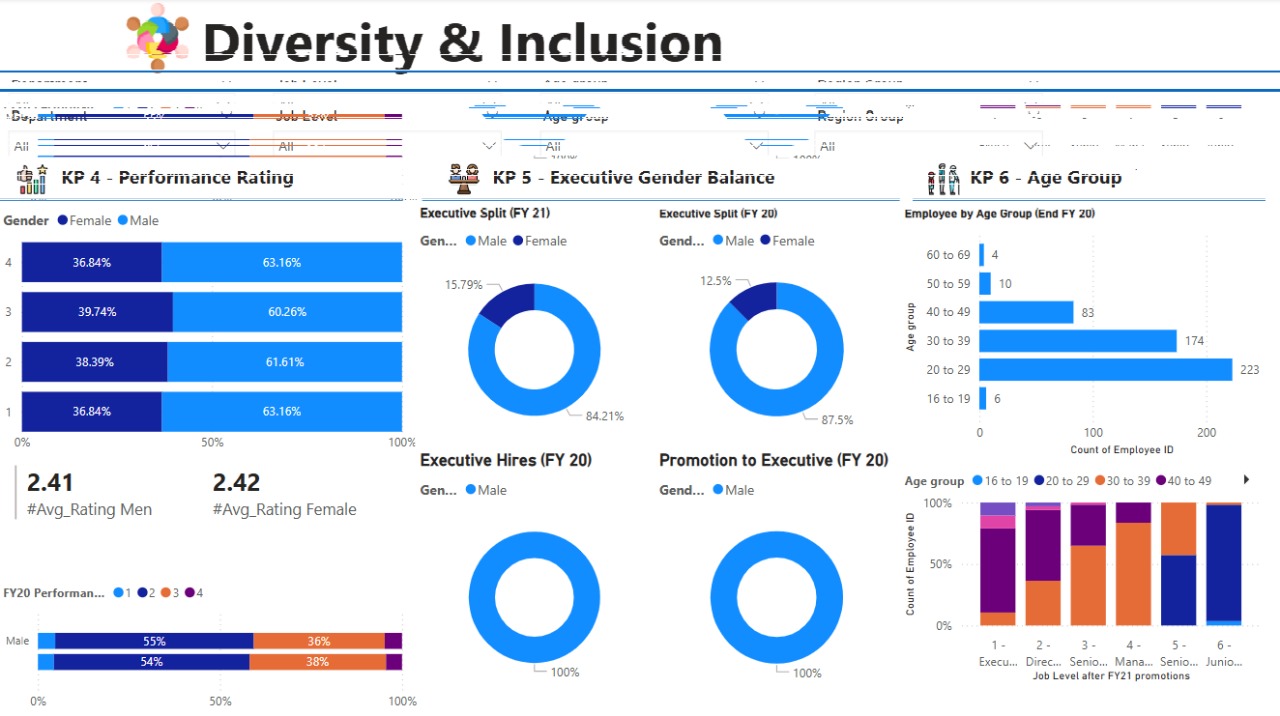 Diversity & Inclusion
Department
Job Level
Age group
Region Group
All
All
All
All
KP 4 - Performance Rating
KP 5 - Executive Gender Balance
KP 6 - Age Group
Gender Female Male
4 36.84% 63.16%
3 39.74% 60.26%
2 38.39% 61.61%
1 36.84% 63.16%
0% 50% 100%
2.41 2.42
#Avg_Rating Men #Avg_Rating Female
FY20 Performan... 1 2 3 4
Male 55% 36%
54% 38%
0% 50% 100%
Executive Split (FY 21)
Gen... Male Female
15.79%
84.21%
Executive Split (FY 20)
Gend... Male Female
12.5%
87.5%
Executive Hires (FY 20)
Gen... Male
100%
Promotion to Executive (FY 20)
Gend... Male
100%
Employee by Age Group (End FY 20)
Age group
60 to 69 4
50 to 59 10
40 to 49 83
30 to 39 174
20 to 29 223
16 to 19 6
0 100 200
Count of Employee ID
Age group 16 to 19 20 to 29 30 to 39 40 to 49
Count of Employee ID
100%
50%
0%
1 - Execu...
2 - Direc...
3 - Senio...
4 - Mana...
5 - Senio...
6 - Junio...
Job Level after FY21 promotions